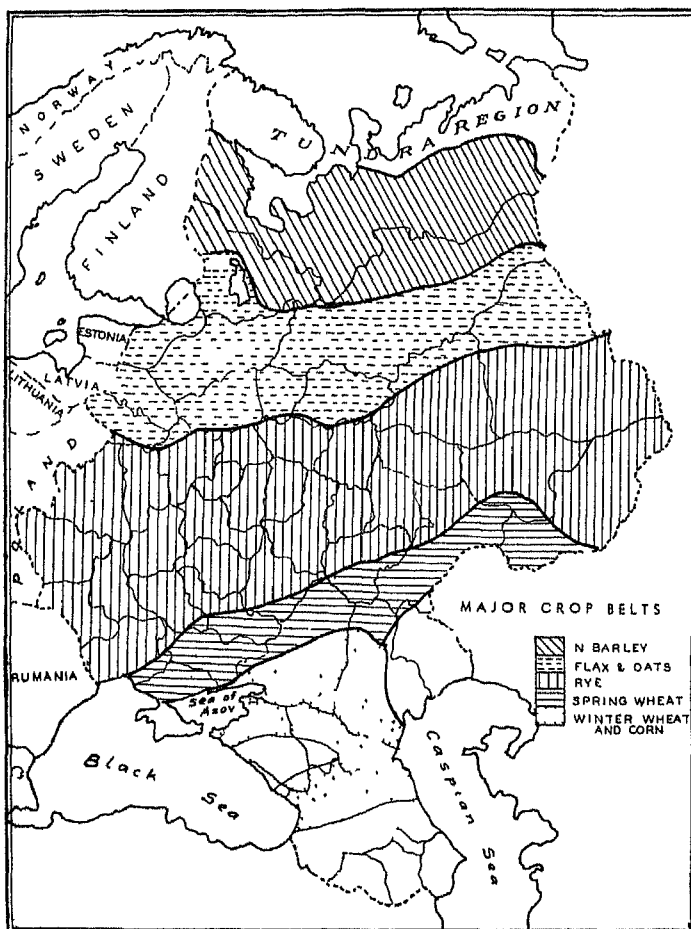 NORWAY
SWEDEN
FINLAND
TUNDRA REGION
ESTONIA
LATVIA
LITHUANIA
POLAND
RUMANIA
Sea of
Azov
Black Sea
Caspian Sea
MAJOR CROP BELTS
N BARLEY
FLAX & OATS
RYE
SPRING WHEAT
WINTER WHEAT
AND CORN